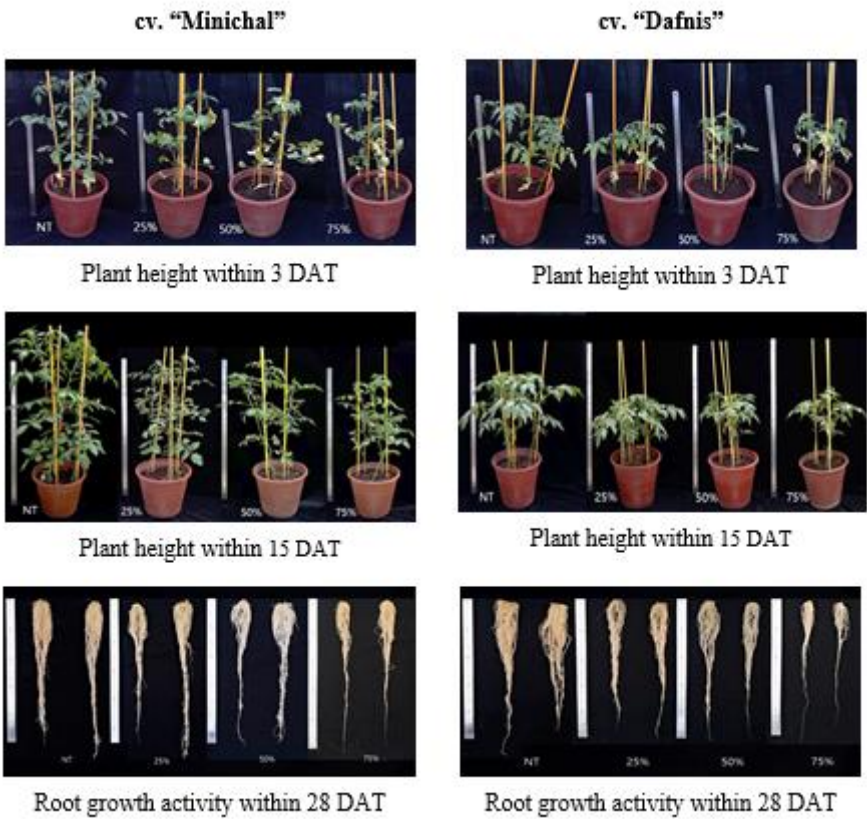 cv. “Minichal”
cv. “Dafnis”
NT 25% 50% 75%
NT 25% 50% 75%
Plant height within 3 DAT
Plant height within 3 DAT
NT 25% 50% 75%
NT 25% 50% 75%
Plant height within 15 DAT
Plant height within 15 DAT
NT 25% 50% 75%
NT 25% 50% 75%
Root growth activity within 28 DAT
Root growth activity within 28 DAT